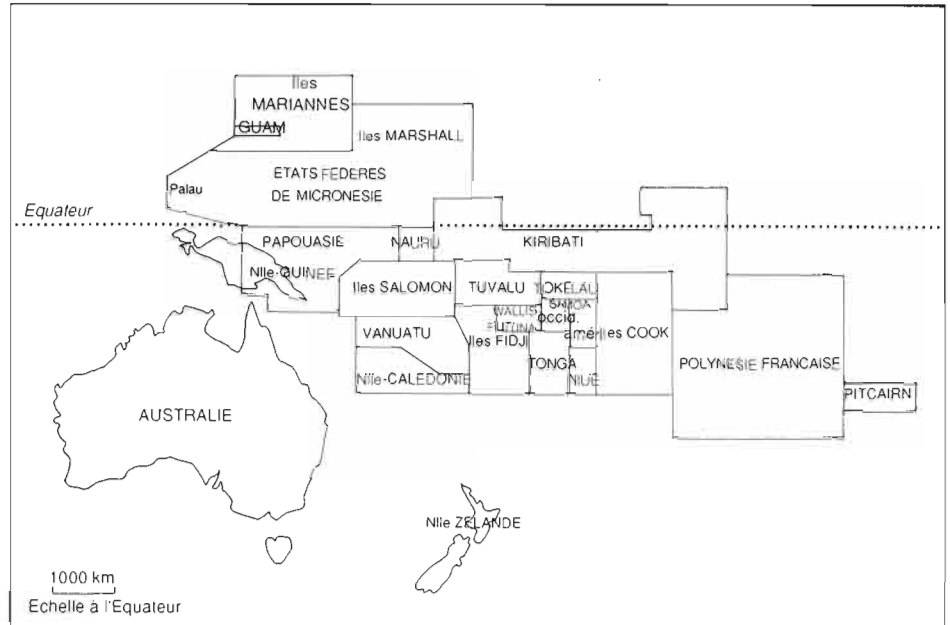 Iles
MARIANNES
GUAM
Iles MARSHALL
ETATS FEDERES
DE MICRONESIE
Palau
Equateur
PAPOUASIE
NAURU
KIRIBATI
Nlle-GUINEE
Iles SALOMON
TUVALU
TOKELAU
SAMOA
WALLIS
occid.
FUTUNA
VANUATU
Iles FIDJI
amér.
Iles COOK
TONGA
POLYNESIE FRANCAISE
Nlle-CALEDONIE
NIUE
PITCAIRN
AUSTRALIE
Nlle ZELANDE
1000 km
Echelle à l'Equateur